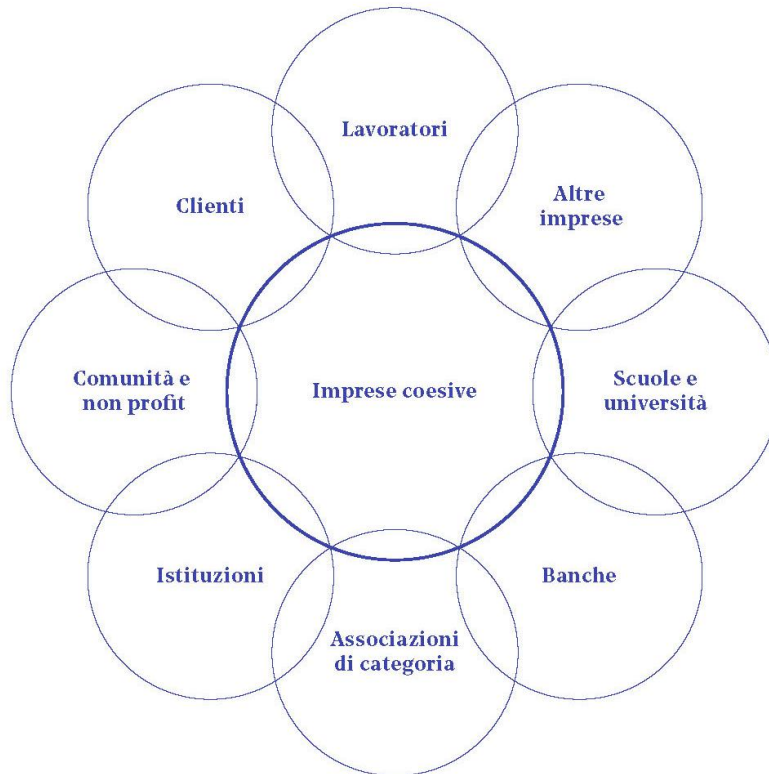 Lavoratori
Clienti
Altre
imprese
Comunità e
non profit
Imprese coesive
Scuole e
università
Istituzioni
Banche
Associazioni
di categoria